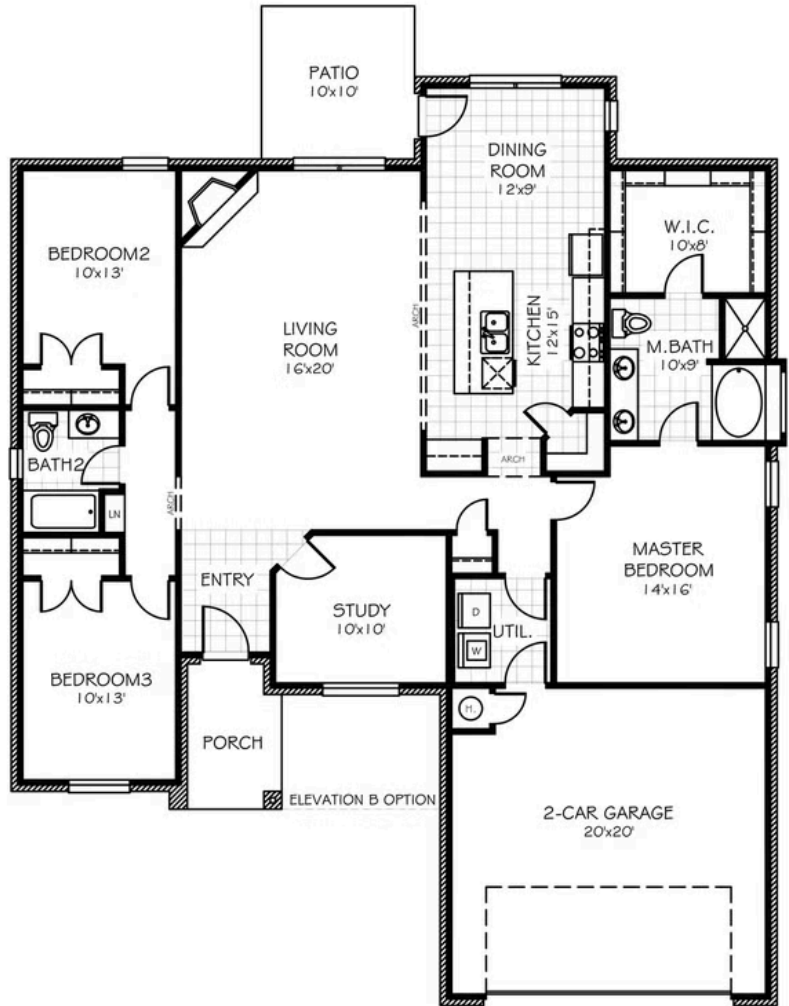 PATIO
10'x10'
DINING
ROOM
12'x9'
W.I.C.
10'x8'
BEDROOM2
10'x13'
LIVING
ROOM
16'x20'
ARCH
KITCHEN
12'x15'
M.BATH
10'x9'
BATH2
LN
ARCH
ARCH
ENTRY
STUDY
10'x10'
D
W
UTIL.
MASTER
BEDROOM
14'x16'
BEDROOM3
10'x13'
H.
PORCH
ELEVATION B OPTION
2-CAR GARAGE
20'x20'